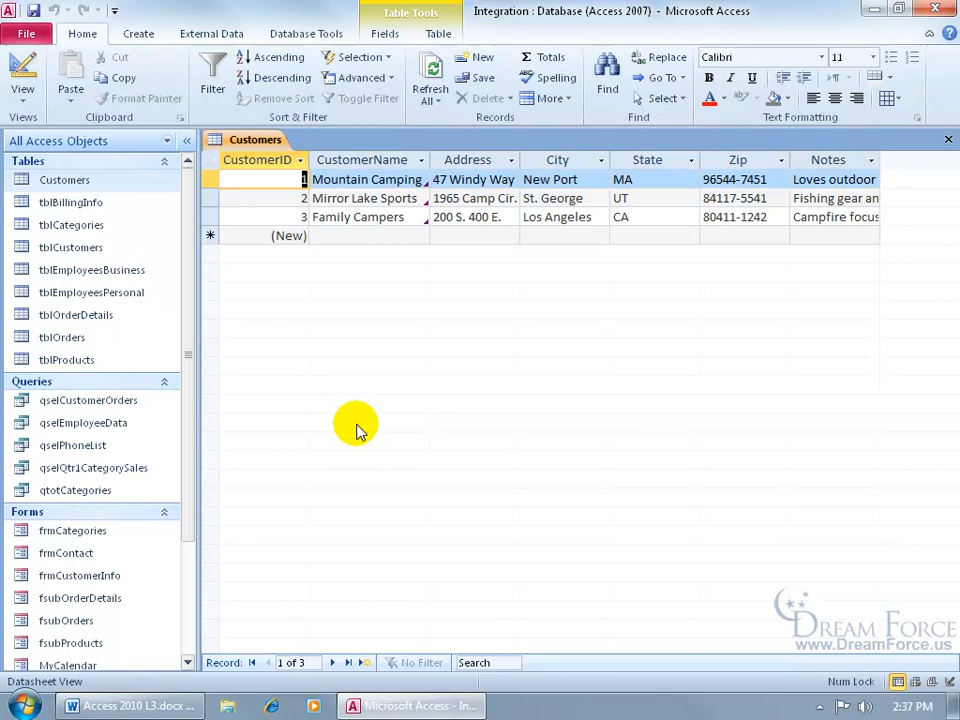 Table Tools
Integration : Database (Access 2007) - Microsoft Access
File
Home
Create
External Data
Database Tools
Fields
Table
View
Views
Paste
Cut
Copy
Format Painter
Clipboard
Filter
Ascending
Descending
Remove Sort
Selection
Advanced
Toggle Filter
Sort & Filter
Refresh
All
New
Save
Delete
Totals
Spelling
More
Records
Find
Replace
Go To
Select
Find
Calibri
11
B I U
Text Formatting
All Access Objects
Tables
Customers
tblBillingInfo
tblCategories
tblCustomers
tblEmployeesBusiness
tblEmployeesPersonal
tblOrderDetails
tblOrders
tblProducts
Queries
qselCustomerOrders
qselEmployeeData
qselPhoneList
qselQtr1CategorySales
qtotCategories
Forms
frmCategories
frmContact
frmCustomerInfo
fsubOrderDetails
fsubOrders
fsubProducts
MyCalendar
Customers
CustomerID CustomerName Address City State Zip Notes
1 Mountain Camping 47 Windy Way New Port MA 96544-7451 Loves outdoor
2 Mirror Lake Sports 1965 Camp Cir. St. George UT 84117-5541 Fishing gear an
3 Family Campers 200 S. 400 E. Los Angeles CA 80411-1242 Campfire focus
(New)
Record: 1 of 3 No Filter Search
DREAM FORCE
www.DreamForce.us
Datasheet View
Num Lock
Access 2010 L3.docx ...
Microsoft Access - In...
2:37 PM